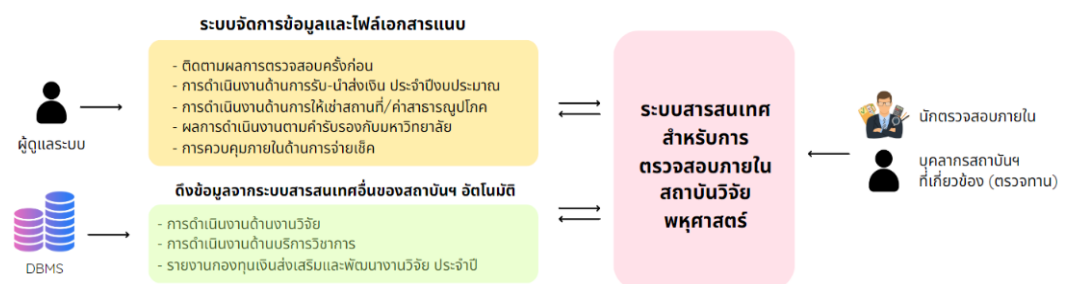 ระบบจัดการข้อมูลและไฟล์เอกสารแนบ
- ติดตามผลการตรวจสอบครั้งก่อน
- การดำเนินงานด้านการรับ-นำส่งเงิน ประจำปีงบประมาณ
- การดำเนินงานด้านการให้เช่าสถานที่/ค่าสาธารณูปโภค
- ผลการดำเนินงานตามคำรับรองกับมหาวิทยาลัย
- การควบคุมภายในด้านการจ่ายเช็ค
ผู้ดูแลระบบ
ดึงข้อมูลจากระบบสารสนเทศอื่นของสถาบันฯ อัตโนมัติ
- การดำเนินงานด้านงานวิจัย
- การดำเนินงานด้านบริการวิชาการ
- รายงานกองทุนเงินส่งเสริมและพัฒนางานวิจัย ประจำปี
DBMS
ระบบสารสนเทศ
สำหรับการ
ตรวจสอบภายใน
สถาบันวิจัย
พหุศาสตร์
นักตรวจสอบภายใน
บุคลากรสถาบันฯ
ที่เกี่ยวข้อง (ตรวจทาน)